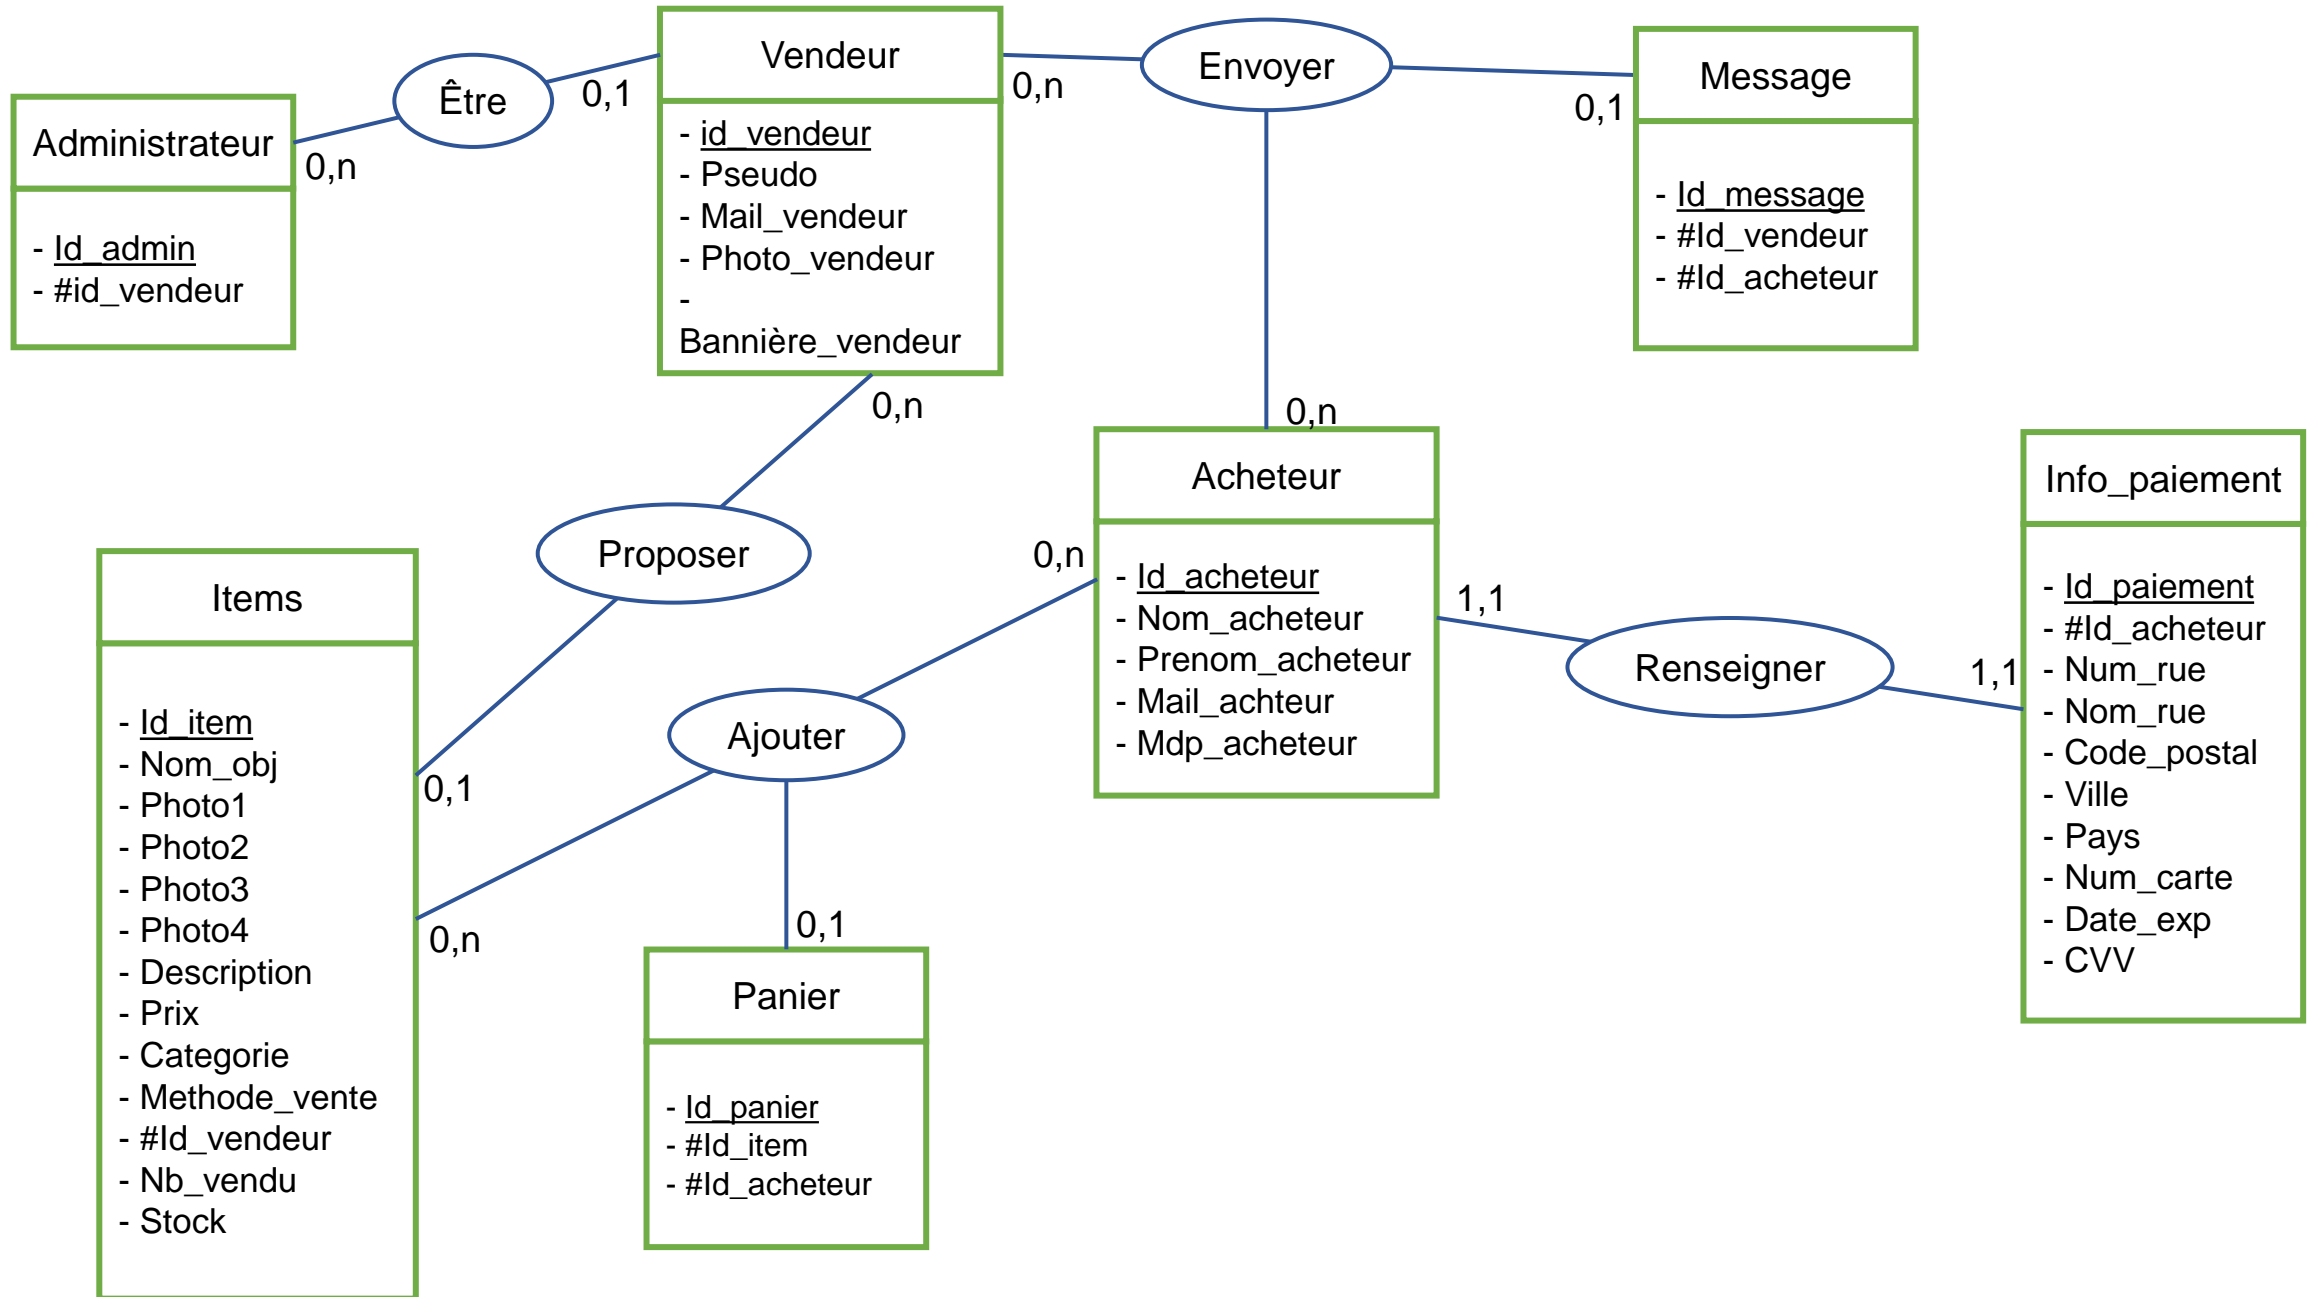 Administrateur
- Id_admin
- #id_vendeur
0,n
Être
0,1
Vendeur
- id_vendeur
- Pseudo
- Mail_vendeur
- Photo_vendeur
-
Bannière_vendeur
0,n
Envoyer
0,1
Message
- Id_message
- #Id_vendeur
- #Id_acheteur
0,n
Proposer
0,1
0,n
Acheteur
- Id_acheteur
- Nom_acheteur
- Prenom_acheteur
- Mail_achteur
- Mdp_acheteur
1,1
Renseigner
1,1
Info_paiement
- Id_paiement
- #Id_acheteur
- Num_rue
- Nom_rue
- Code_postal
- Ville
- Pays
- Num_carte
- Date_exp
- CVV
Items
- Id_item
- Nom_obj
- Photo1
- Photo2
- Photo3
- Photo4
- Description
- Prix
- Categorie
- Methode_vente
- #Id_vendeur
- Nb_vendu
- Stock
0,n
Ajouter
0,n
0,1
Panier
- Id_panier
- #Id_item
- #Id_acheteur